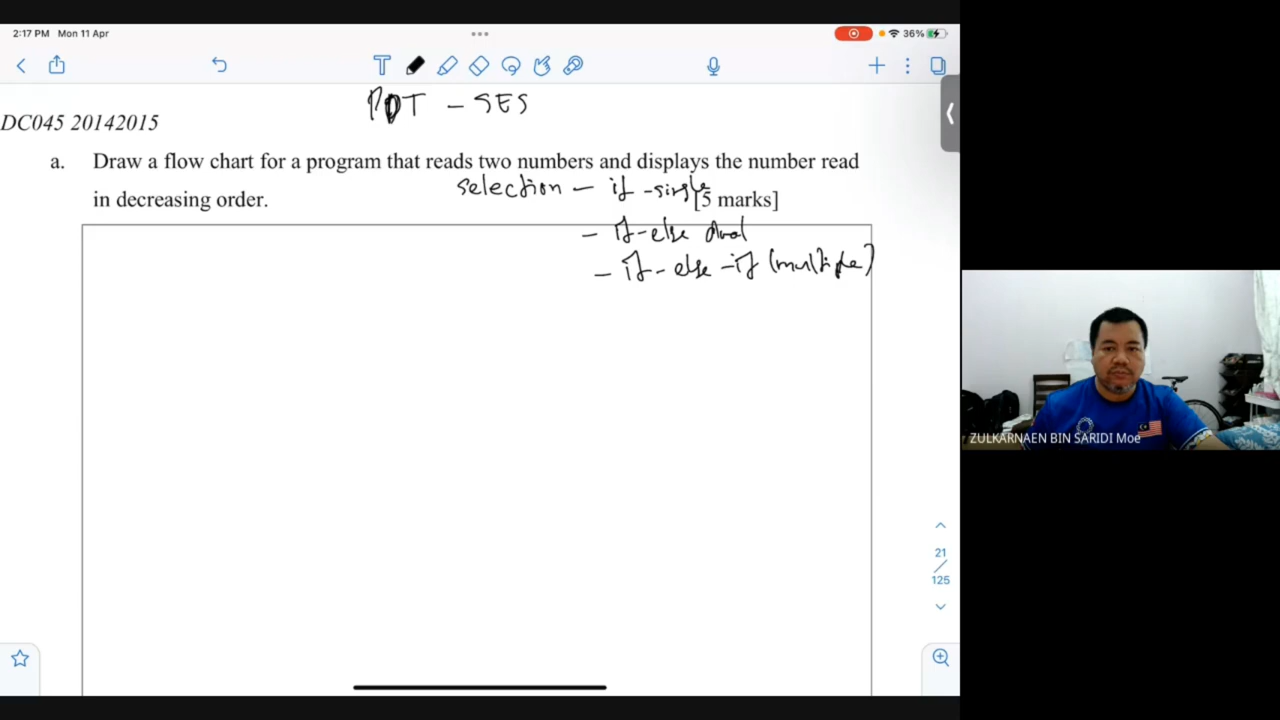 2:17 PM Mon 11 Apr
36%
PDT - SES
DC045 20142015
a. Draw a flow chart for a program that reads two numbers and displays the number read
in decreasing order. [5 marks]
selection - if - single
- if - else dual
- if - else - if (multiple)
ZULKARNAEN BIN SARIDI Moe
21
125